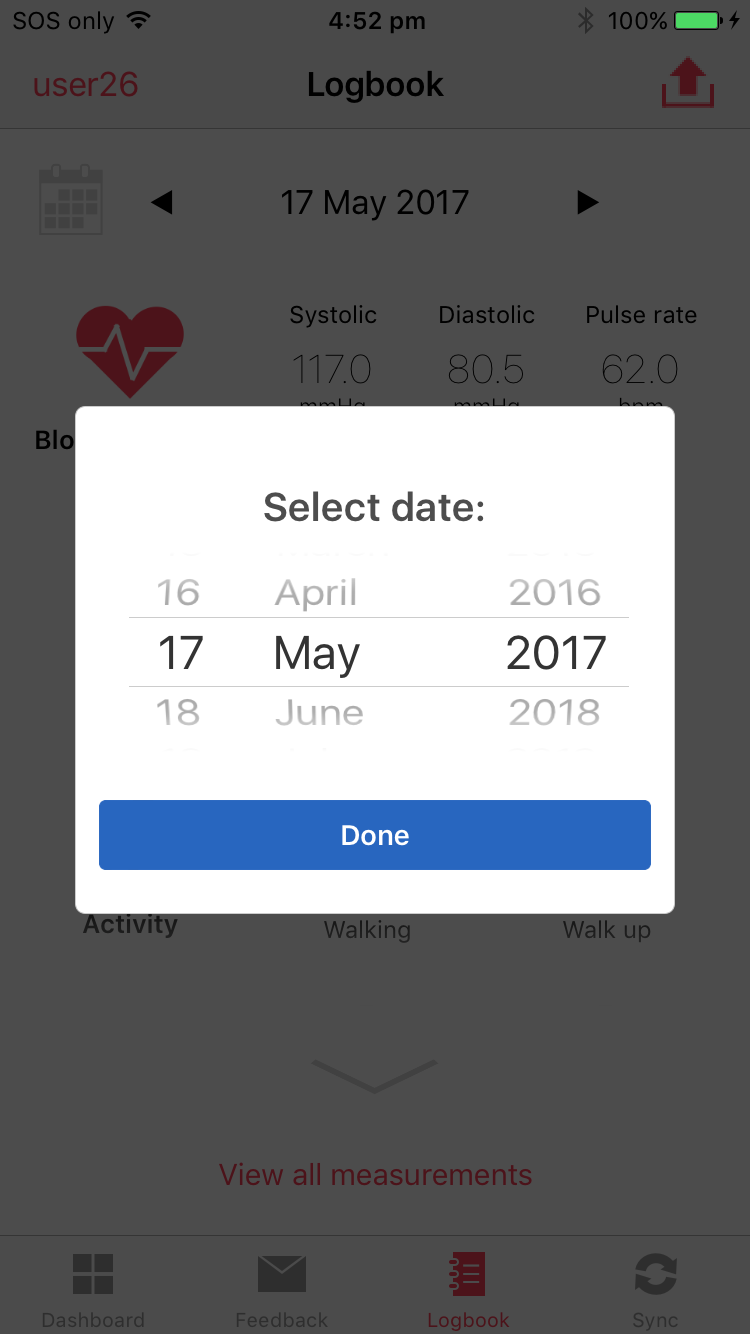 SOS only 4:52 pm 100%
user26 Logbook
17 May 2017
Systolic Diastolic Pulse rate
117.0 80.5 62.0
mmHg mmHg bpm
Blo
Select date:
16 April 2016
17 May 2017
18 June 2018
Done
Activity Walking Walk up
View all measurements
Dashboard Feedback Logbook Sync